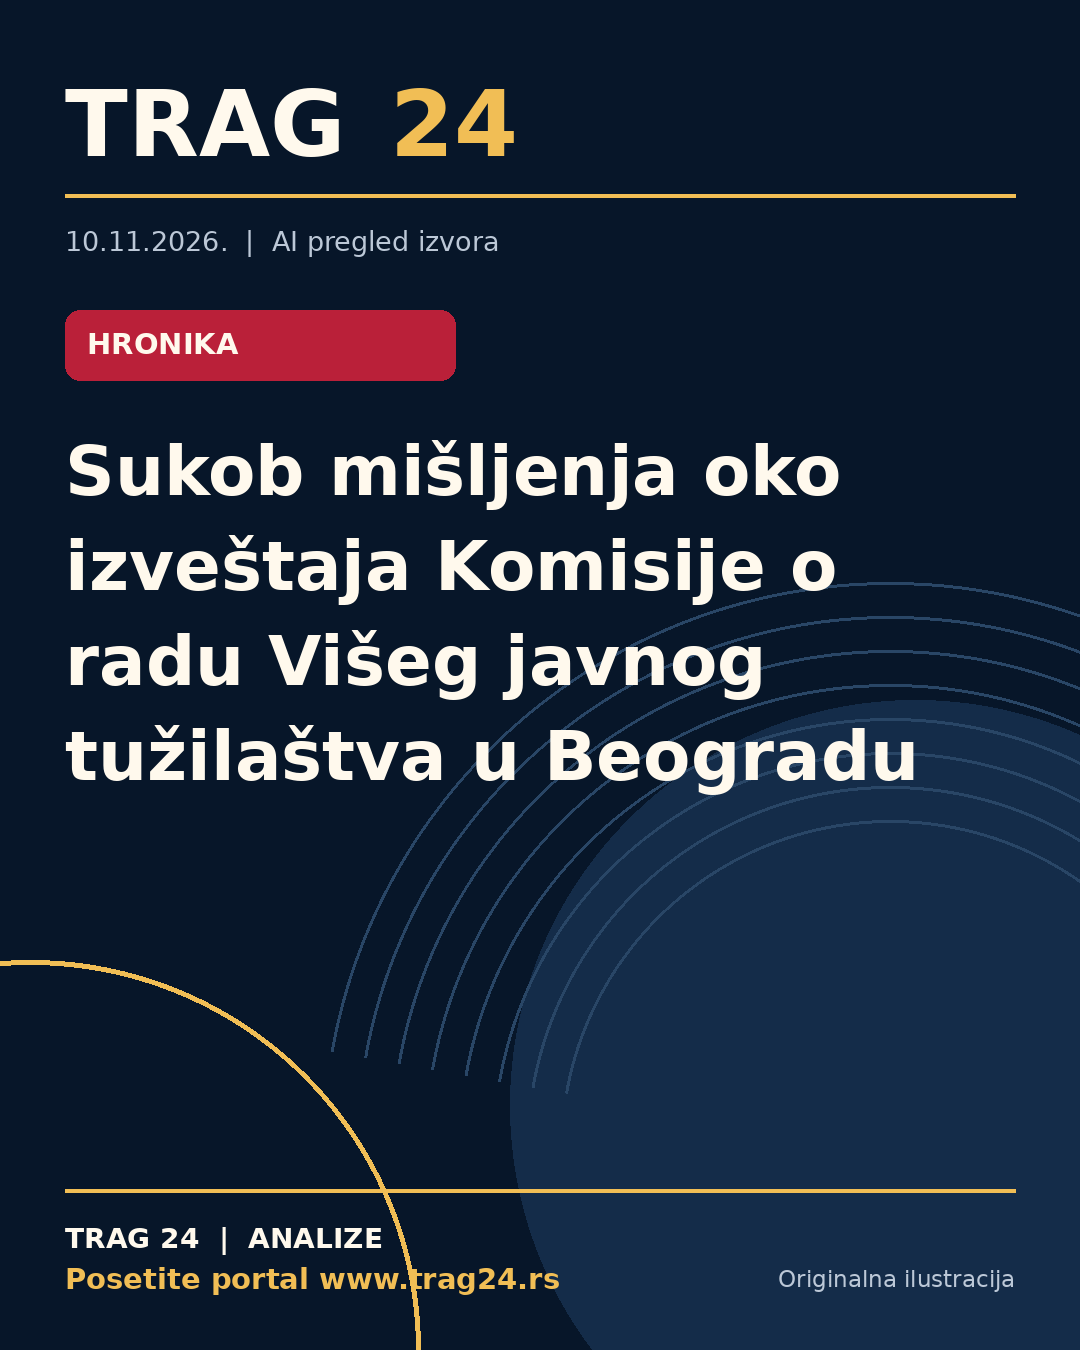 TRAG 24
10.11.2026. | AI pregled izvora
HRONIKA
Sukob mišljenja oko
izveštaja Komisije o
radu Višeg javnog
tužilaštva u Beogradu
TRAG 24 | ANALIZE
Posetite portal www.trag24.rs
Originalna ilustracija